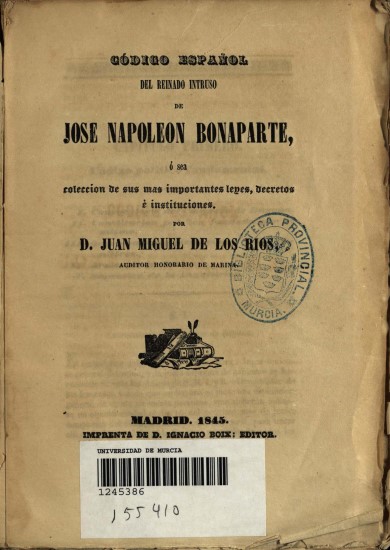 CÓDIGO ESPAÑOL
DEL REINADO INTRUSO
DE
JOSE NAPOLEON BONAPARTE,
ó sea
coleccion de sus mas importantes leyes, decretos
è instituciones,
POR
D. JUAN MIGUEL DE LOS RIOS,
AUDITOR HONORARIO DE MARINA.
BIBLIOTECA PROVINCIAL
MURCIA.
MADRID. 1845.
IMPRENTA DE D. IGNACIO BOIX: EDITOR.
UNIVERSIDAD DE MURCIA
1245386
155410